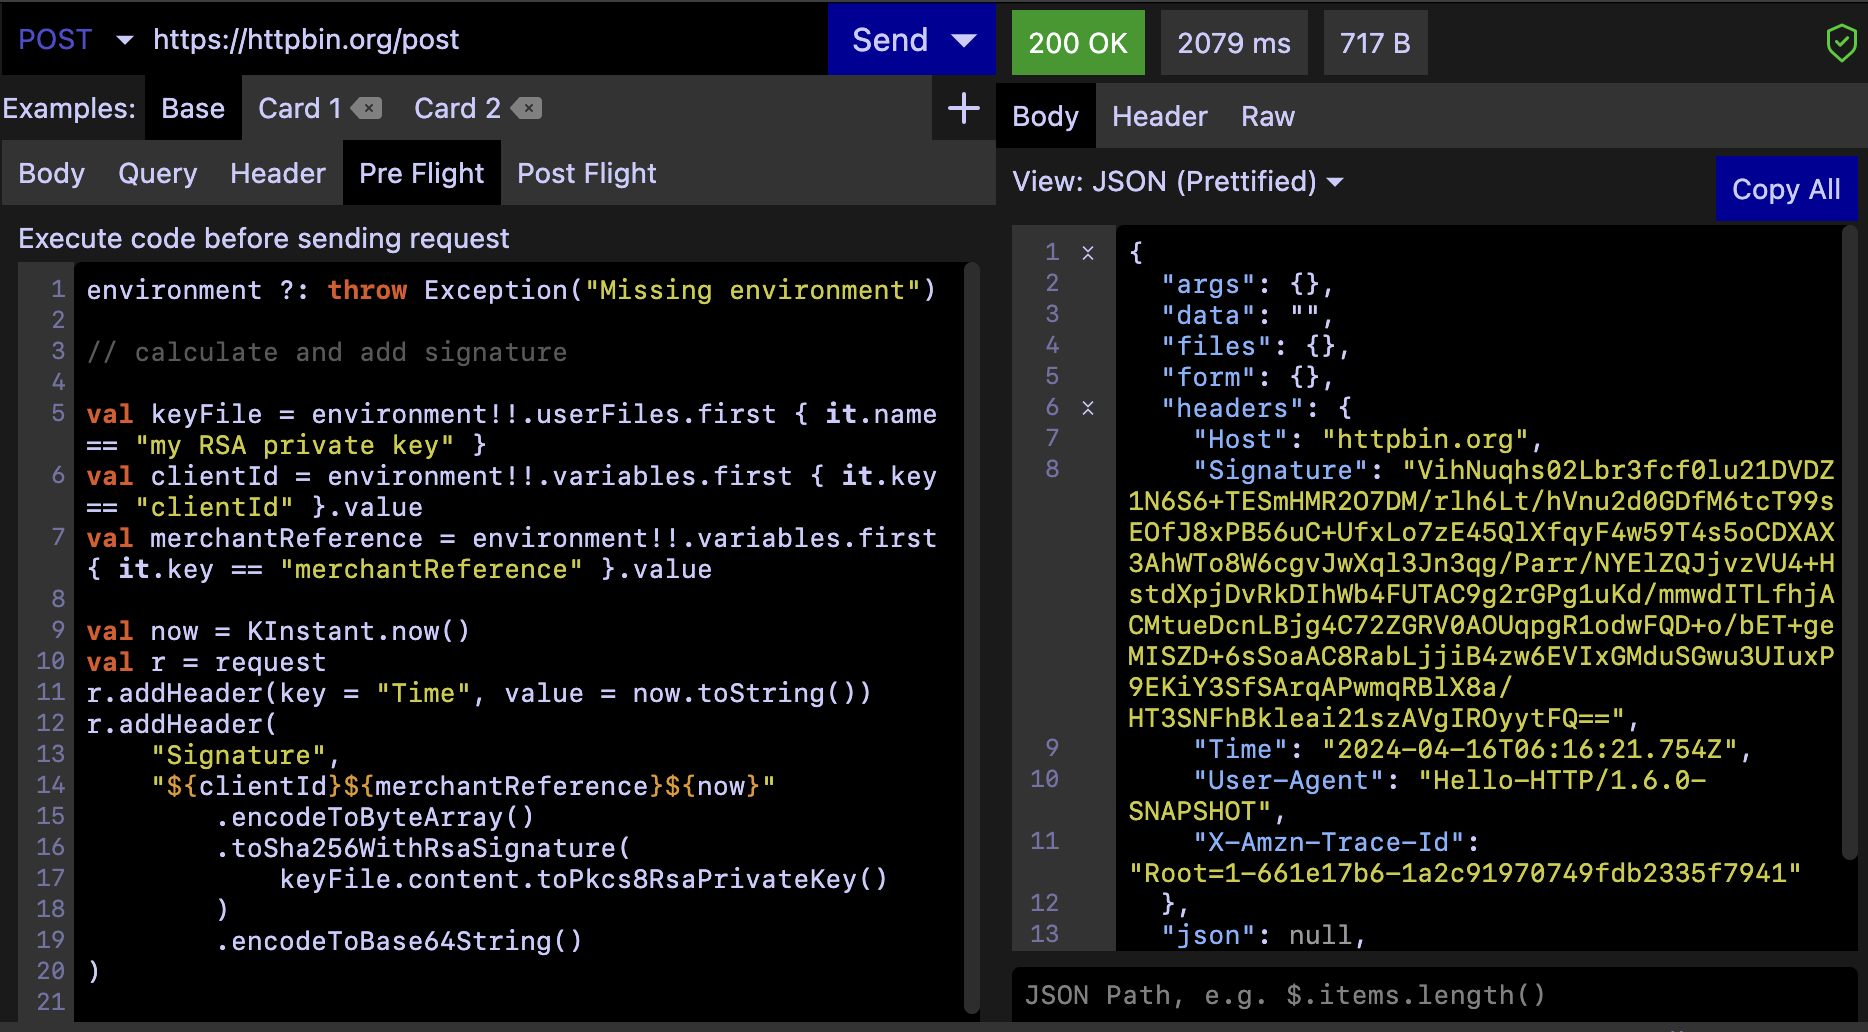 POST https://httpbin.org/post Send
Examples: Base Card 1 Card 2
Body Query Header Pre Flight Post Flight
Execute code before sending request
1 environment ?: throw Exception("Missing environment")
2
3 // calculate and add signature
4
5 val keyFile = environment!!.userFiles.first { it.name
== "my RSA private key" }
6 val clientId = environment!!.variables.first { it.key
== "clientId" }.value
7 val merchantReference = environment!!.variables.first
{ it.key == "merchantReference" }.value
8
9 val now = KInstant.now()
10 val r = request
11 r.addHeader(key = "Time", value = now.toString())
12 r.addHeader(
13 "Signature",
14 "${clientId}${merchantReference}${now}"
15 .encodeToByteArray()
16 .toSha256WithRsaSignature(
17 keyFile.content.toPkcs8RsaPrivateKey()
18 )
19 .encodeToBase64String()
20 )
21
200 OK 2079 ms 717 B
Body Header Raw
View: JSON (Prettified) Copy All
1 {
2 "args": {},
3 "data": "",
4 "files": {},
5 "form": {},
6 "headers": {
7 "Host": "httpbin.org",
8 "Signature": "VihNuqhs02Lbr3fcf0lu21DVDZ
1N6S6+TESmHMR2O7DM/rlh6Lt/hVnu2d0GDfM6tcT99s
EOfJ8xPB56uC+UfxLo7zE45QlXfqyF4w59T4s5oCDXAX
3AhWTo8W6cgvJwXql3Jn3qg/Parr/NYElZQJjvzVU4+H
stdXpjDvRkDIhWb4FUTAC9g2rGPg1uKd/mmwdITLfhjA
CMtueDcnLBjg4C72ZGRV0AOUqpgR1odwFQD+o/bET+ge
MISZD+6sSoaAC8RabLjjiB4zw6EVIxGMduSGwu3UIuxP
9EKiY3SfSArqAPwmqRBlX8a/
HT3SNFhBkleai21szAVgIROyytFQ==",
9 "Time": "2024-04-16T06:16:21.754Z",
10 "User-Agent": "Hello-HTTP/1.6.0-
SNAPSHOT",
11 "X-Amzn-Trace-Id":
"Root=1-661e17b6-1a2c91970749fdb2335f7941"
12 },
13 "json": null,
JSON Path, e.g. $.items.length()